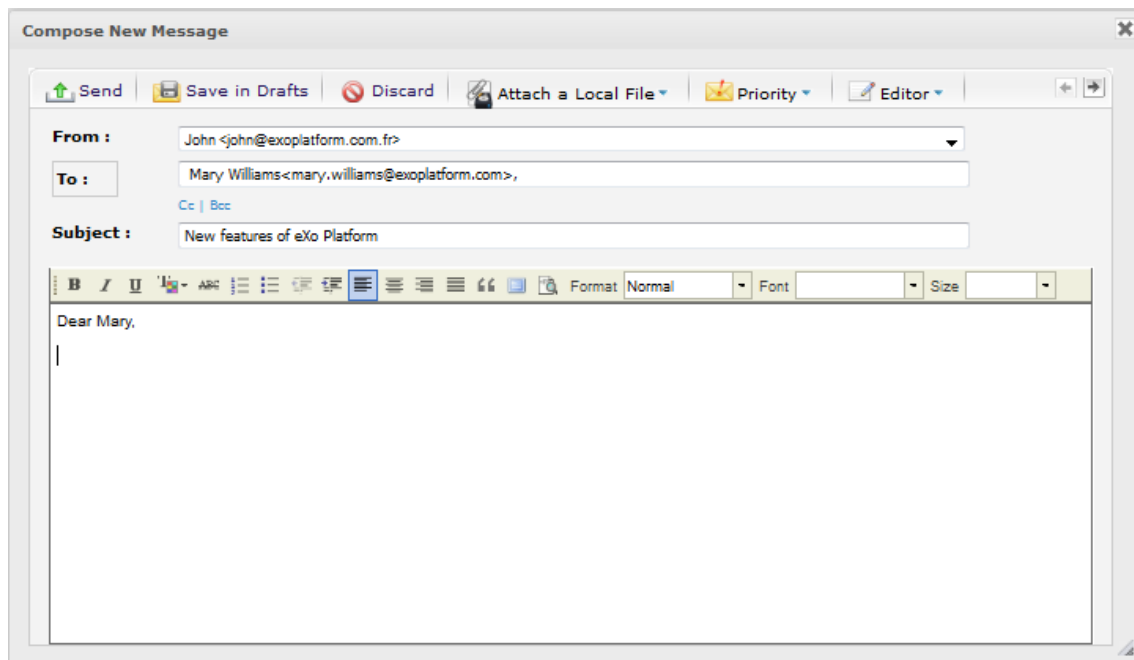 Compose New Message
Send Save in Drafts Discard Attach a Local File Priority Editor
From : John <john@exoplatform.com.fr>
To : Mary Williams<mary.williams@exoplatform.com>,
Cc | Bcc
Subject : New features of eXo Platform
B I U ABC Format Normal Font Size
Dear Mary,